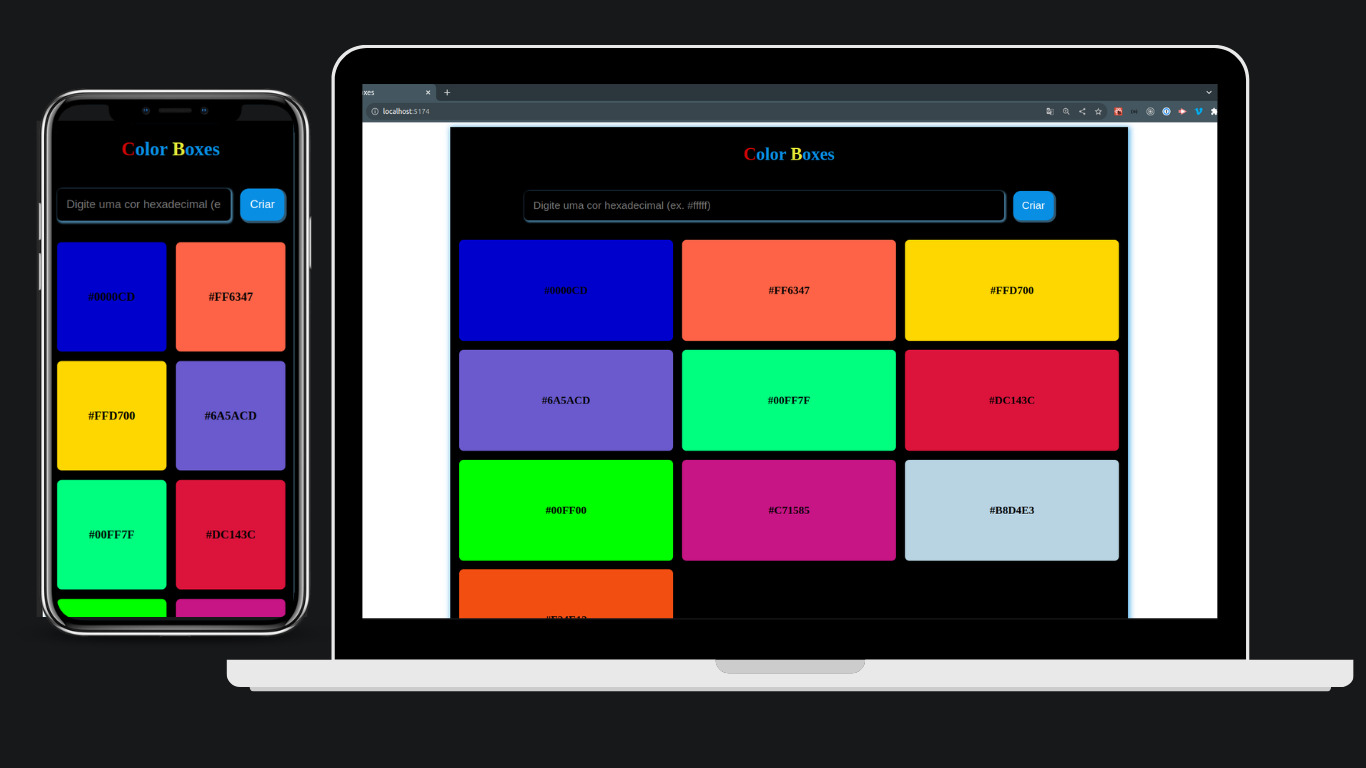 Color Boxes
Digite uma cor hexadecimal (e
Criar
#0000CD
#FF6347
#FFD700
#6A5ACD
#00FF7F
#DC143C
xes
localhost:5174
Color Boxes
Digite uma cor hexadecimal (ex. #ffffff)
Criar
#0000CD
#FF6347
#FFD700
#6A5ACD
#00FF7F
#DC143C
#00FF00
#C71585
#B8D4E3